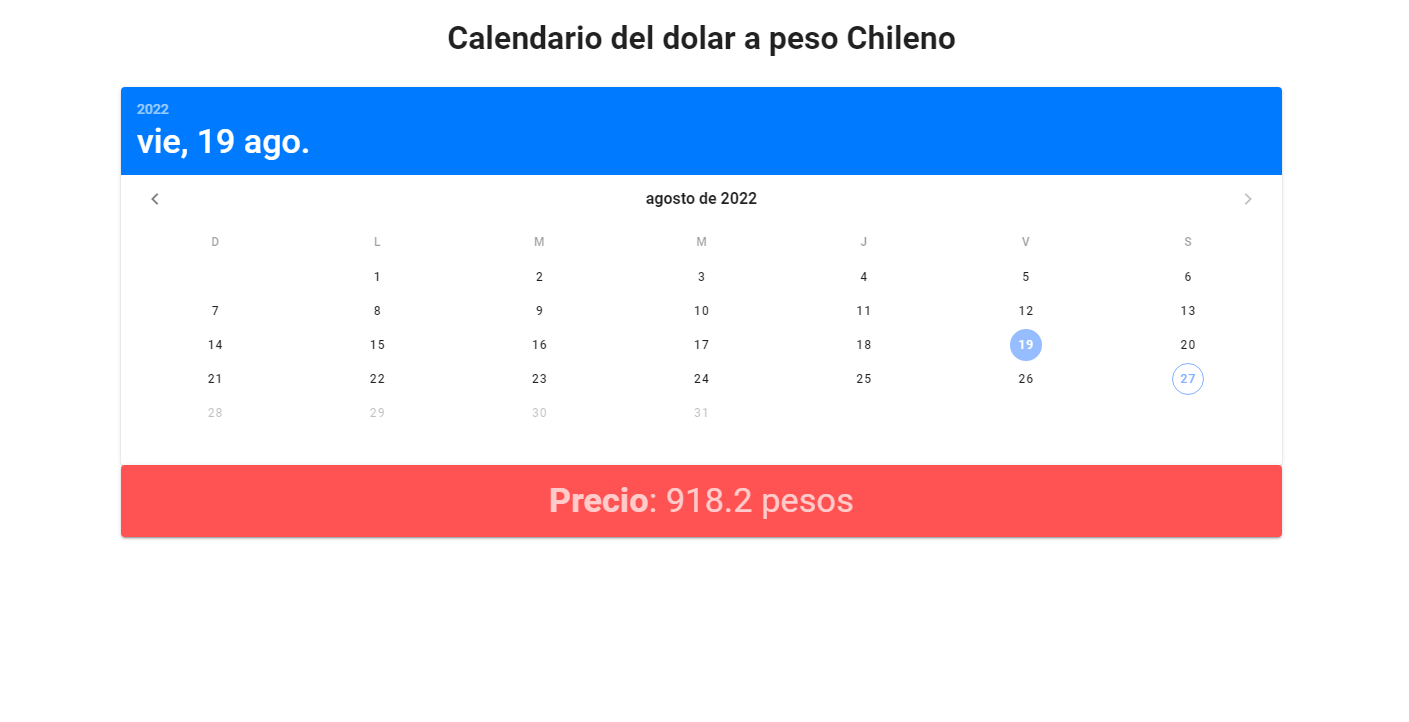 Calendario del dolar a peso Chileno
2022
vie, 19 ago.
agosto de 2022
D L M M J V S
1 2 3 4 5 6
7 8 9 10 11 12 13
14 15 16 17 18 19 20
21 22 23 24 25 26 27
28 29 30 31
Precio: 918.2 pesos